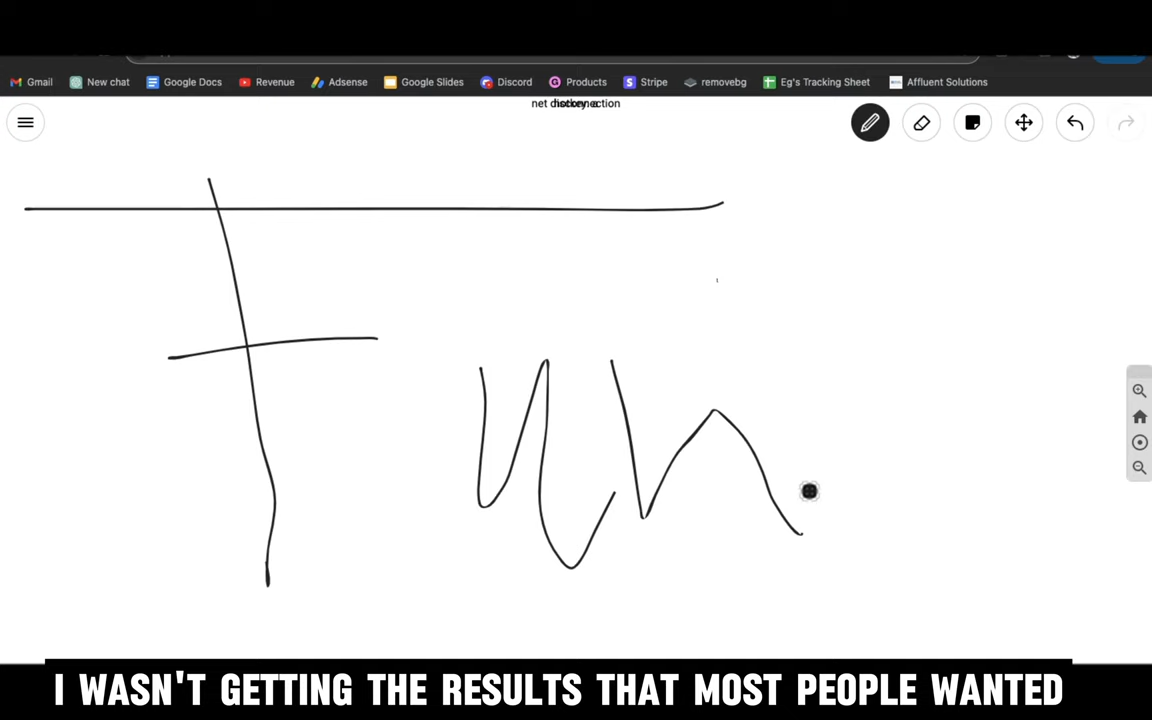 Gmail New chat Google Docs Revenue Adsense Google Slides Discord Products Stripe removebg Eg's Tracking Sheet Affluent Solutions
Fun
I WASN'T GETTING THE RESULTS THAT MOST PEOPLE WANTED